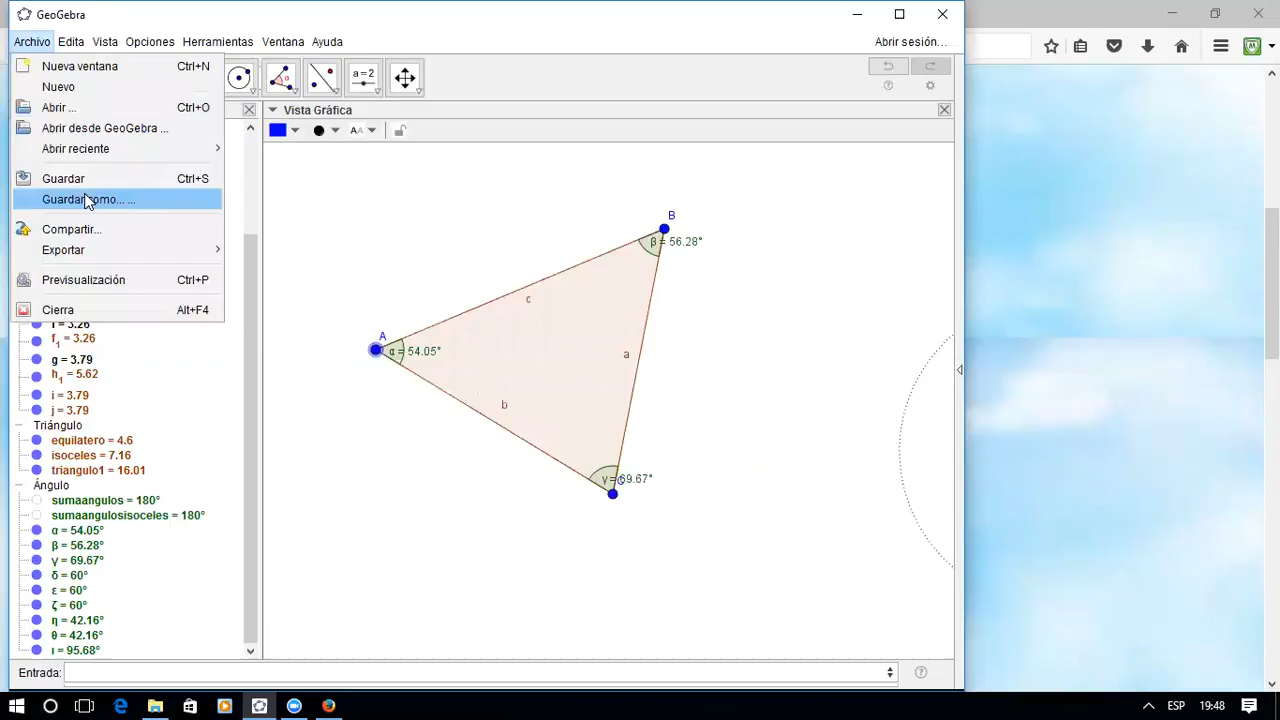 GeoGebra
Archivo Edita Vista Opciones Herramientas Ventana Ayuda Abrir sesión...
Nueva ventana Ctrl+N
Nuevo
Abrir ... Ctrl+O
Abrir desde GeoGebra ...
Abrir reciente
Guardar Ctrl+S
Guardar como... ...
Compartir...
Exportar
Previsualización Ctrl+P
Cierra Alt+F4
a=2
Vista Gráfica
AA
f₁ = 3.26
g = 3.79
h₁ = 5.62
i = 3.79
j = 3.79
Triángulo
equilatero = 4.6
isoceles = 7.16
triangulo1 = 16.01
Ángulo
sumaangulos = 180°
sumaangulosisoceles = 180°
α = 54.05°
β = 56.28°
γ = 69.67°
δ = 60°
ε = 60°
ζ = 60°
η = 42.16°
θ = 42.16°
ι = 95.68°
B
β = 56.28°
c
A
α = 54.05°
a
b
γ = 69.67°
Entrada:
ESP 19:48